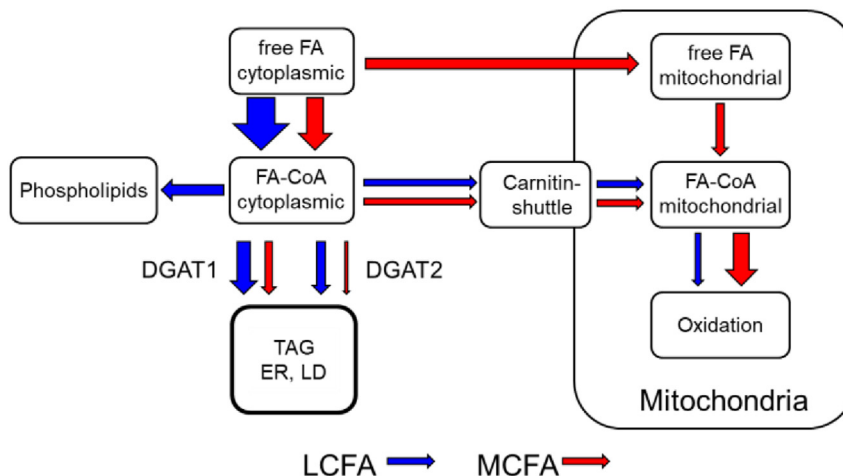 free FA
cytoplasmic
free FA
mitochondrial
Phospholipids
FA-CoA
cytoplasmic
Carnitin-
shuttle
FA-CoA
mitochondrial
DGAT1
DGAT2
TAG
ER, LD
Oxidation
Mitochondria
LCFA
MCFA